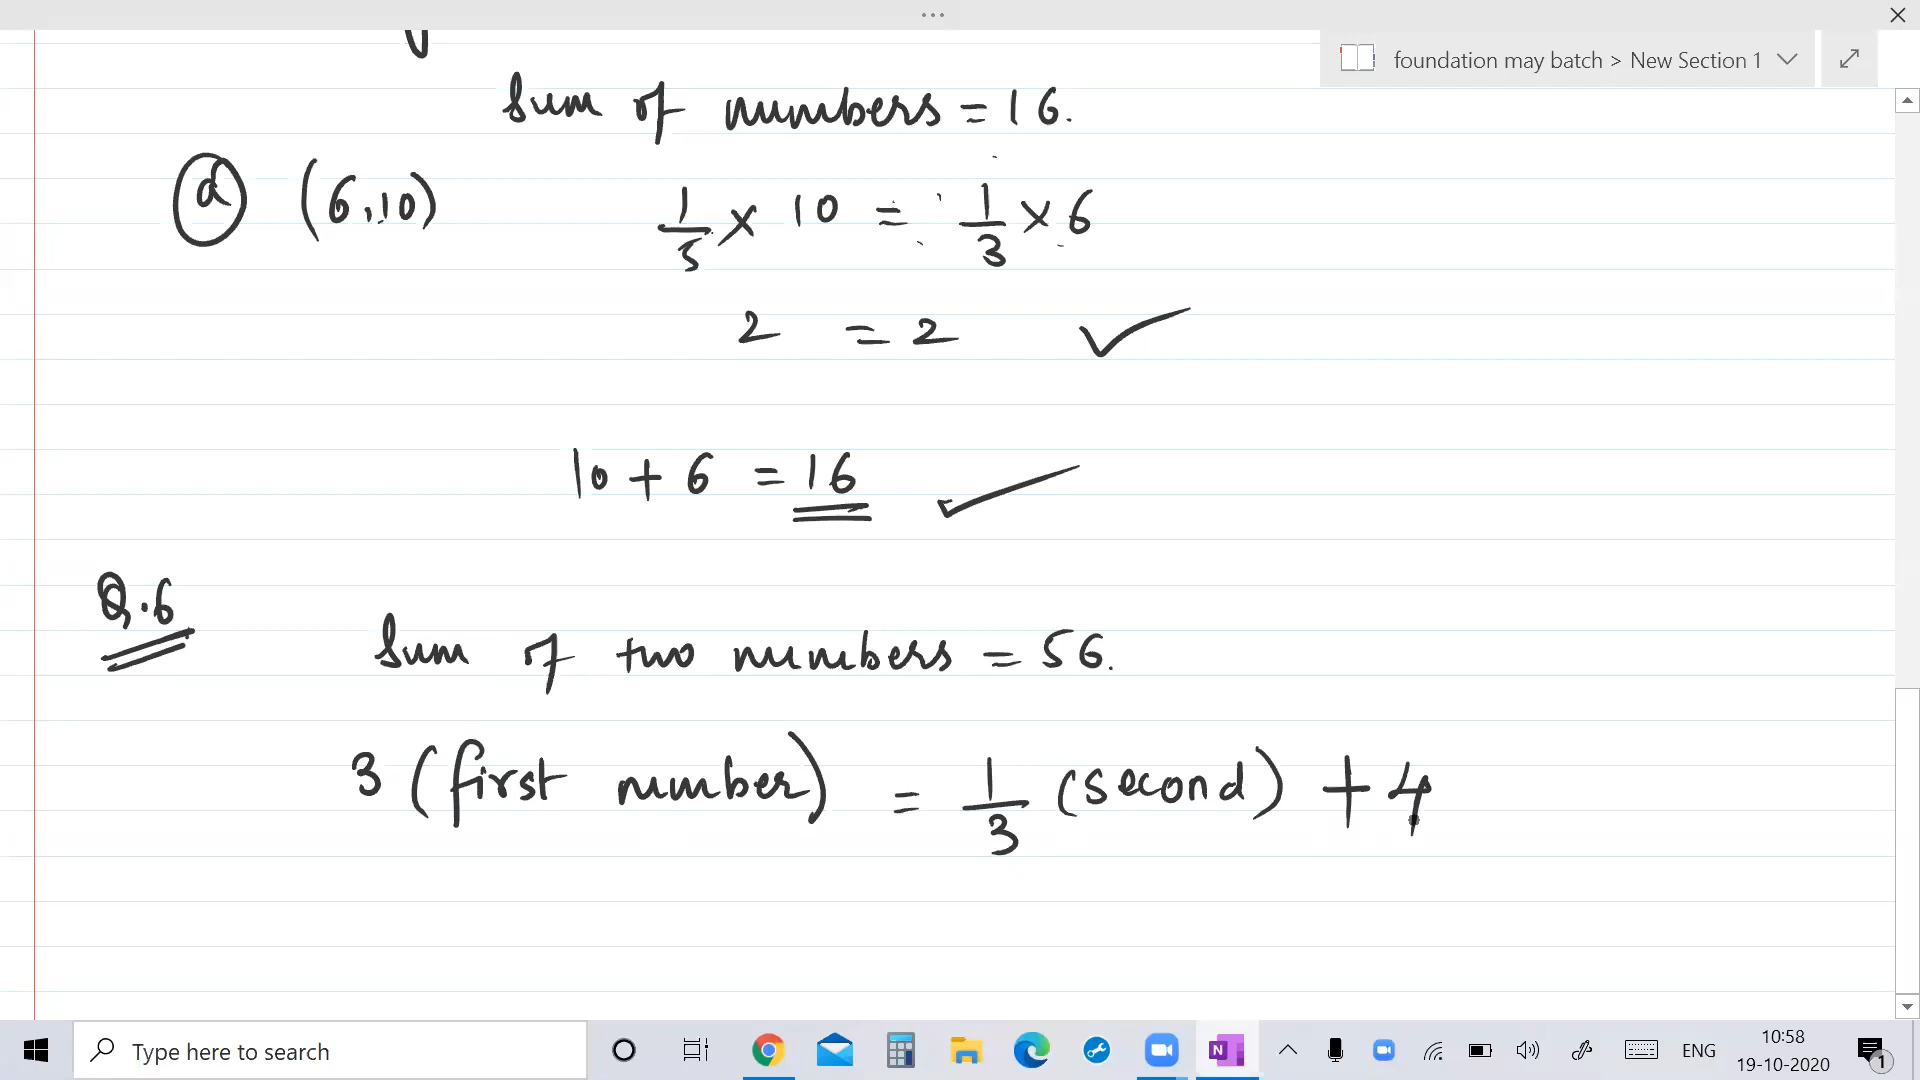 ...
foundation may batch > New Section 1
Sum of numbers = 16.
(d) (6,10) 1/5 × 10 = 1/3 × 6
2 = 2 ✓
10 + 6 = 16 ✓
Q.6
Sum of two numbers = 56.
3 (first number) = 1/3 (second) + 4
Type here to search
ENG
10:58
19-10-2020
1